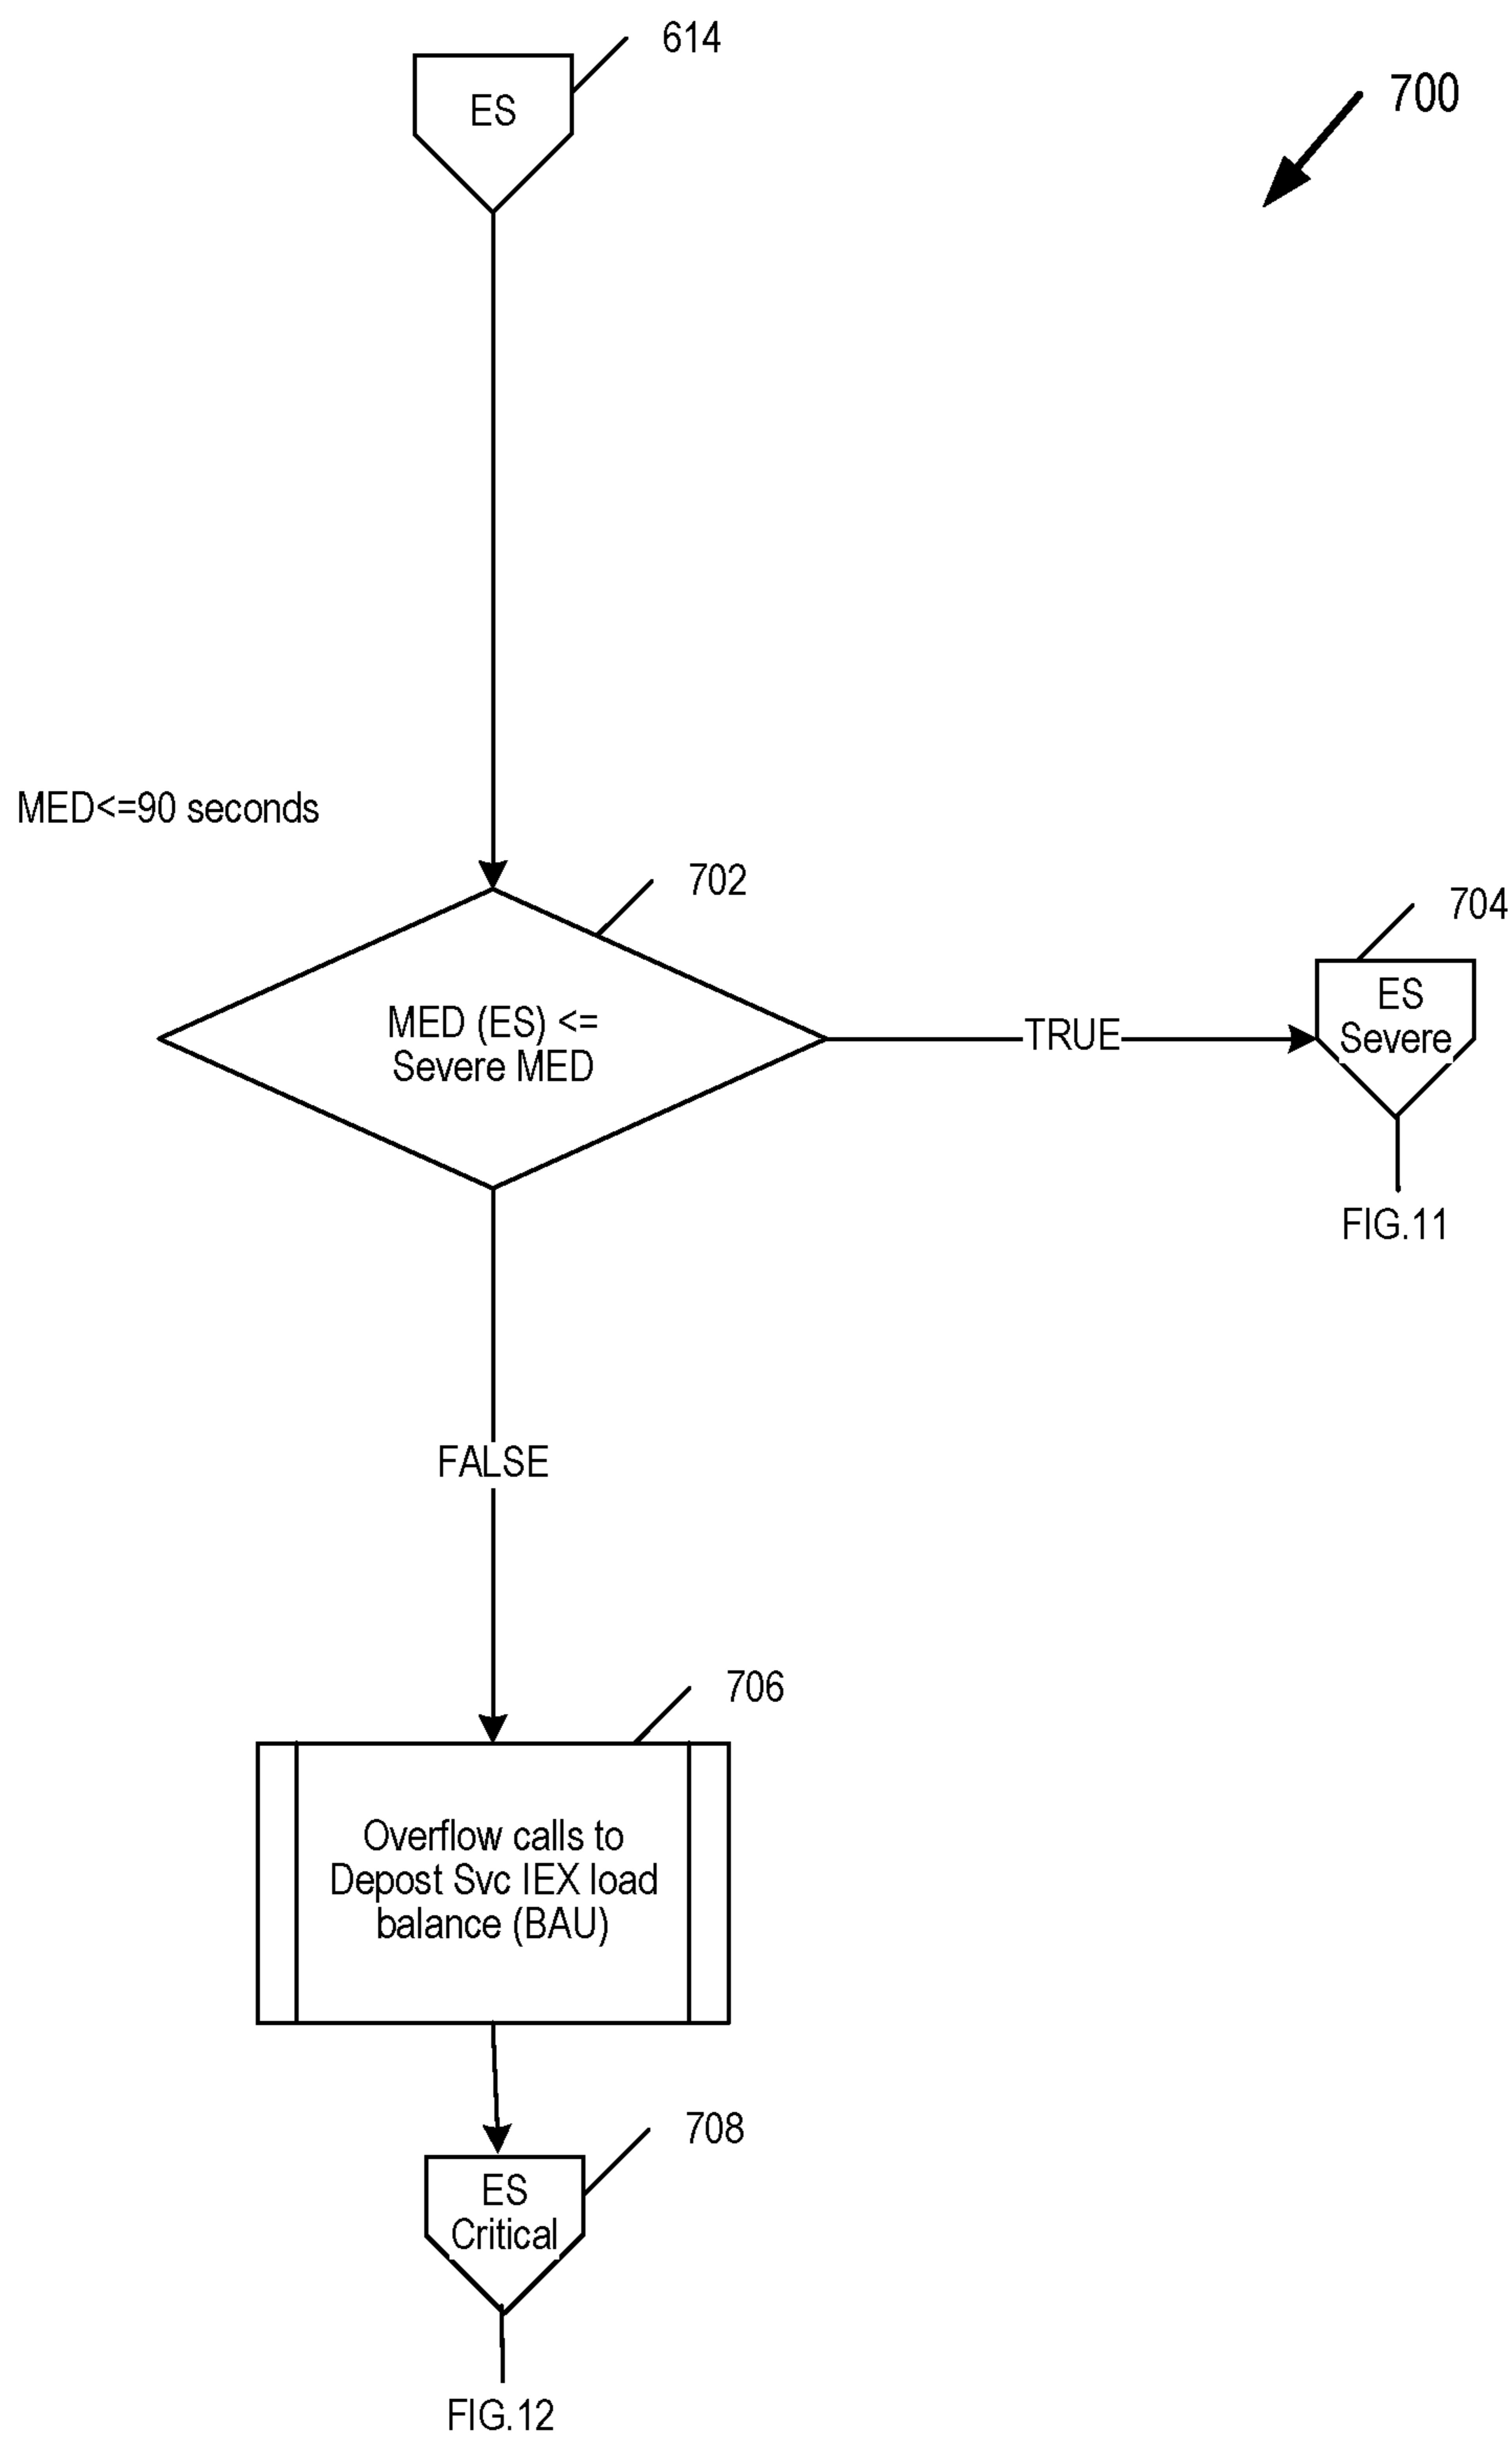 614
ES
700
MED<=90 seconds
702
MED (ES) <=
Severe MED
TRUE
704
ES
Severe
FIG.11
FALSE
706
Overflow calls to
Depost Svc IEX load
balance (BAU)
708
ES
Critical
FIG.12